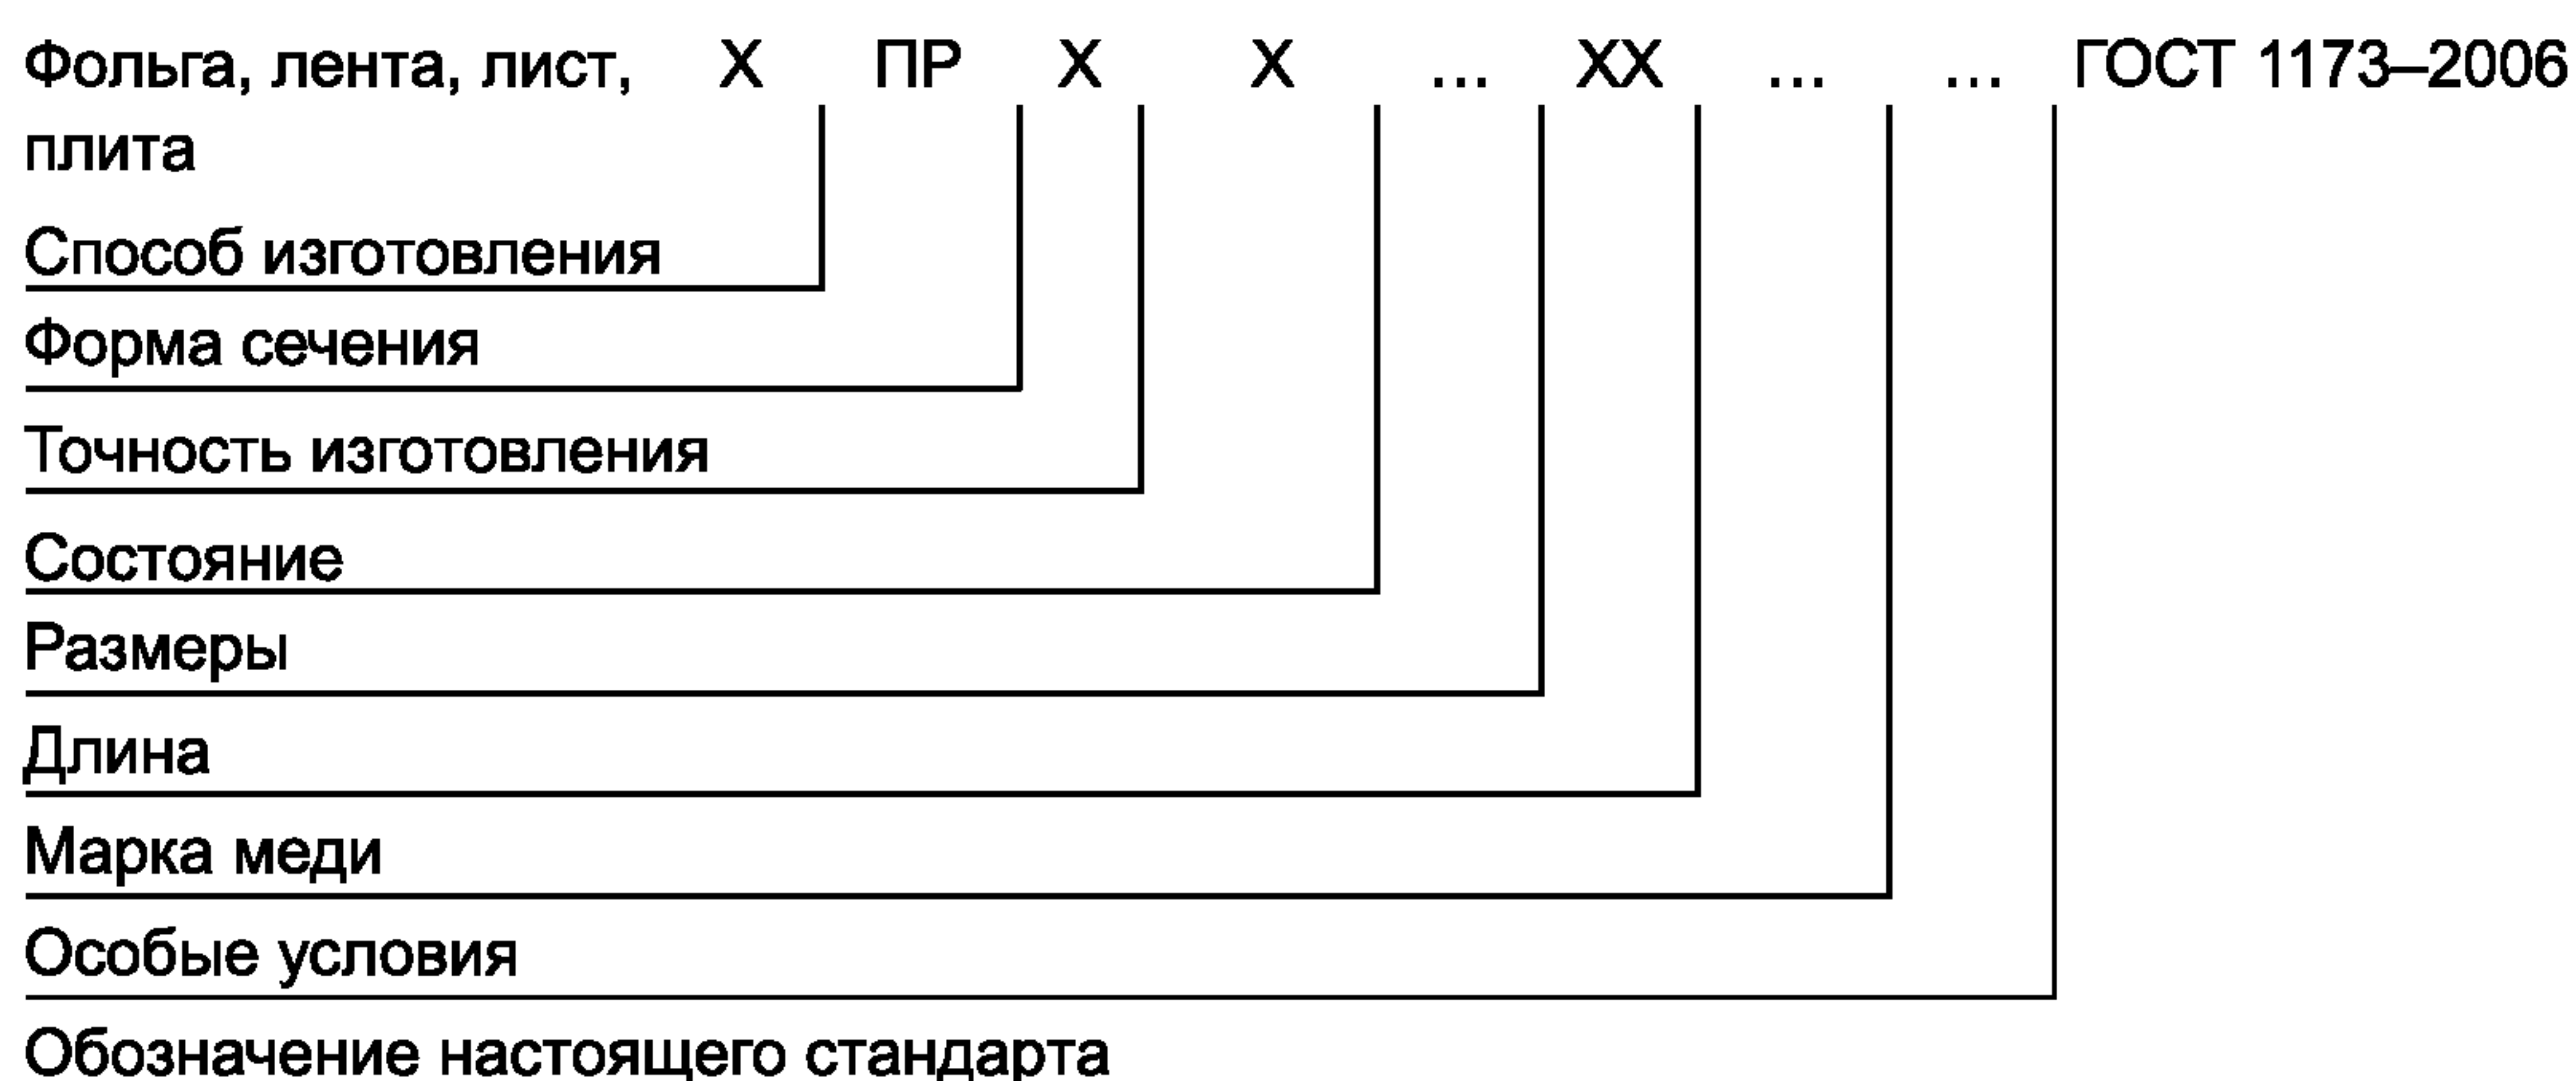 Фольга, лента, лист, Х ПР Х Х ... ХХ ... ... ГОСТ 1173–2006
плита
Способ изготовления
Форма сечения
Точность изготовления
Состояние
Размеры
Длина
Марка меди
Особые условия
Обозначение настоящего стандарта